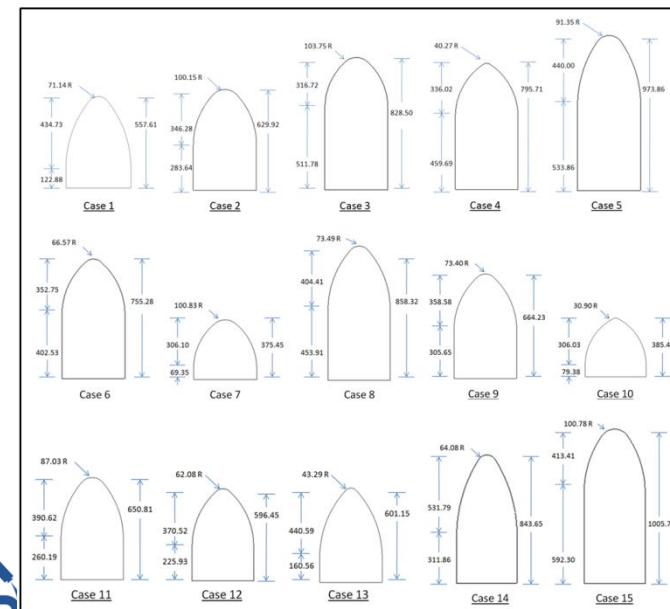 71.14 R
434.73
122.88
557.61
Case 1
100.15 R
346.28
283.64
629.92
Case 2
103.75 R
316.72
511.78
828.50
Case 3
40.27 R
336.02
459.69
795.71
Case 4
91.35 R
440.00
533.86
973.86
Case 5
66.57 R
352.75
402.53
755.28
Case 6
100.83 R
306.10
69.35
375.45
Case 7
73.49 R
404.41
453.91
858.32
Case 8
73.40 R
358.58
305.65
664.23
Case 9
30.90 R
306.03
79.38
385.4
Case 10
87.03 R
390.62
260.19
650.81
Case 11
62.08 R
370.52
225.93
596.45
Case 12
43.29 R
440.59
160.56
601.15
Case 13
64.08 R
531.79
311.86
843.65
Case 14
100.78 R
413.41
592.30
1005.7
Case 15